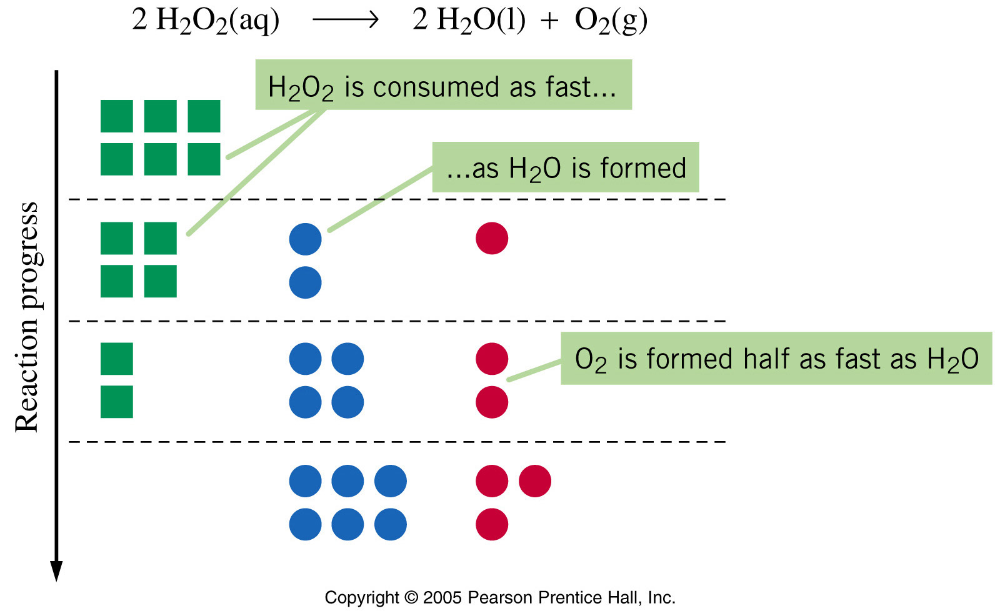 2 H₂O₂(aq) ⟶ 2 H₂O(l) + O₂(g)
H₂O₂ is consumed as fast...
...as H₂O is formed
Reaction progress
O₂ is formed half as fast as H₂O
Copyright © 2005 Pearson Prentice Hall, Inc.